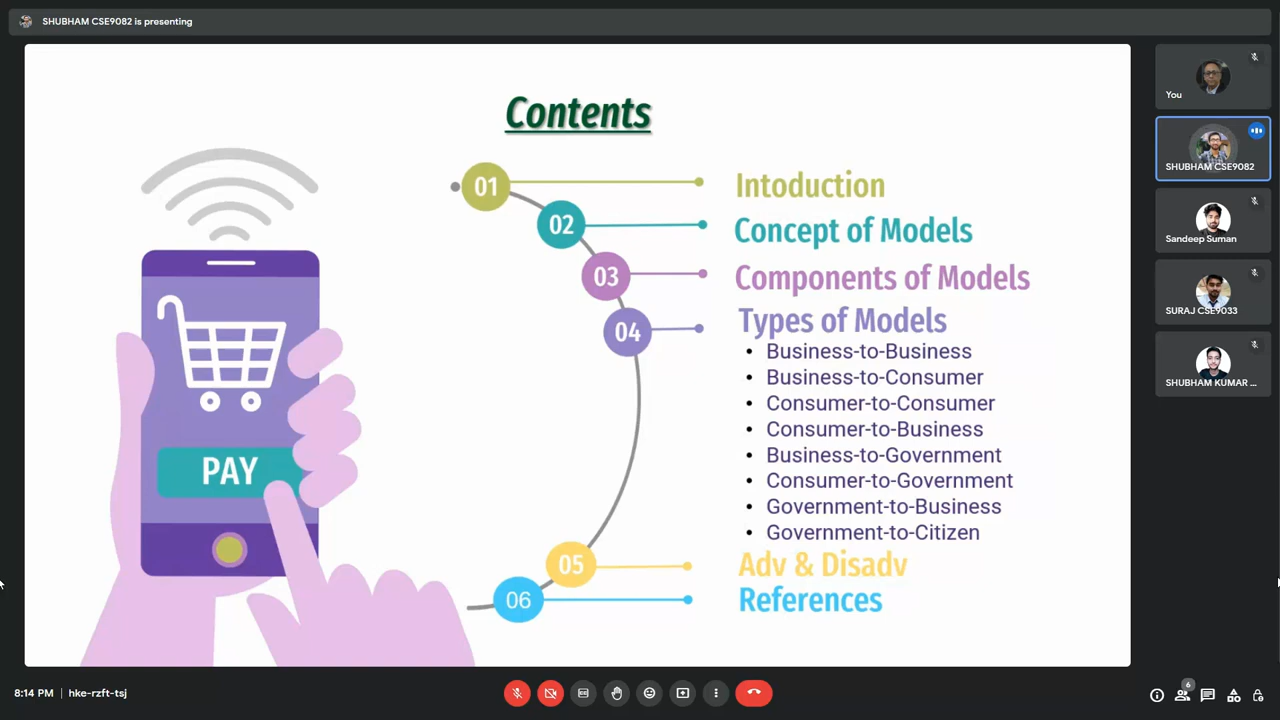 SHUBHAM CSE9082 is presenting
Contents
01
Intoduction
02
Concept of Models
03
Components of Models
04
Types of Models
• Business-to-Business
• Business-to-Consumer
• Consumer-to-Consumer
• Consumer-to-Business
• Business-to-Government
• Consumer-to-Government
• Government-to-Business
• Government-to-Citizen
05
Adv & Disadv
06
References
PAY
You
SHUBHAM CSE9082
Sandeep Suman
SURAJ CSE9033
SHUBHAM KUMAR ...
8:14 PM | hke-rzft-tsj
6